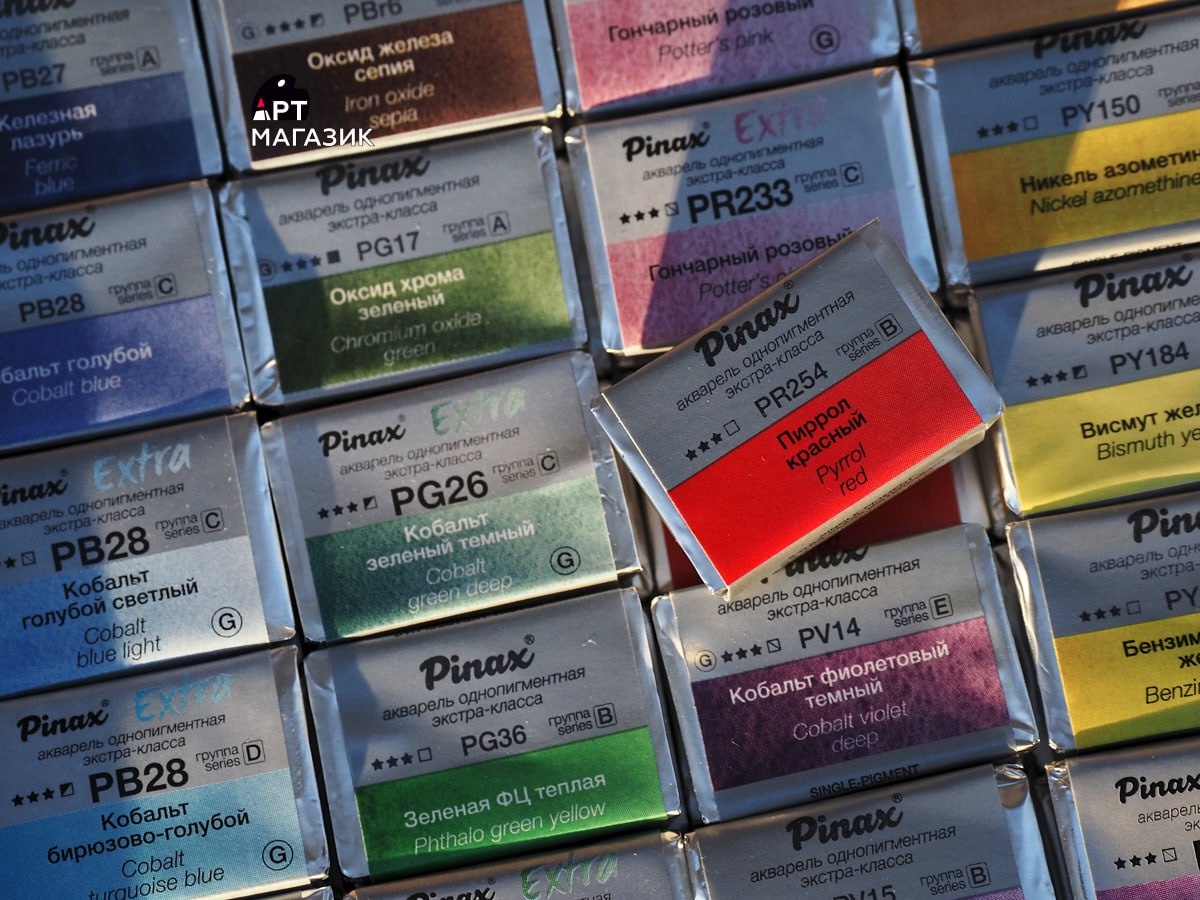 PB27
группа
series A
Железная
лазурь
Ferric
blue
G
PBr6
Оксид железа
сепия
Iron oxide
sepia
АРТ
МАГАЗИК
Гончарный розовый
Potter's pink
G
Pinax
PY150
Никель
Nickel azomethine
Pinax
однопигментная
экстра-класса
PB28
группа
series C
голубой
Cobalt blue
Pinax
акварель однопигментная
экстра-класса
G
PG17
группа
series A
Оксид хрома
зеленый
Chromium oxide
green
Pinax® Extra
акварель однопигментная
экстра-класса
PR233
группа
series C
Гончарный розовый
Potter's
Pinax®
акварель однопигментная
экстра-класса
PR254
группа
series B
Пиррол
красный
Pyrrol
red
Pinax
PY184
Висмут
Bismuth
Pinax® Extra
однопигментная
экстра-класса
PB28
группа
series C
Кобальт
голубой светлый
Cobalt
blue light
G
Pinax® Extra
акварель однопигментная
экстра-класса
PG26
группа
series C
Кобальт
зеленый темный
Cobalt
green deep
G
Pinax
акварель однопигментная
экстра-класса
G
PV14
группа
series E
Кобальт фиолетовый
темный
Cobalt violet
deep
SINGLE-PIGMENT
Pinax® Extra
акварель однопигментная
экстра-класса
PB28
группа
series D
Кобальт
бирюзово-голубой
Cobalt
turquoise blue
G
Pinax®
акварель однопигментная
экстра-класса
PG36
группа
series B
Зеленая ФЦ теплая
Phthalo green yellow
Pinax® Extra
Pinax®
акварель однопигментная
экстра-класса
PV15
группа
series B
Pinax